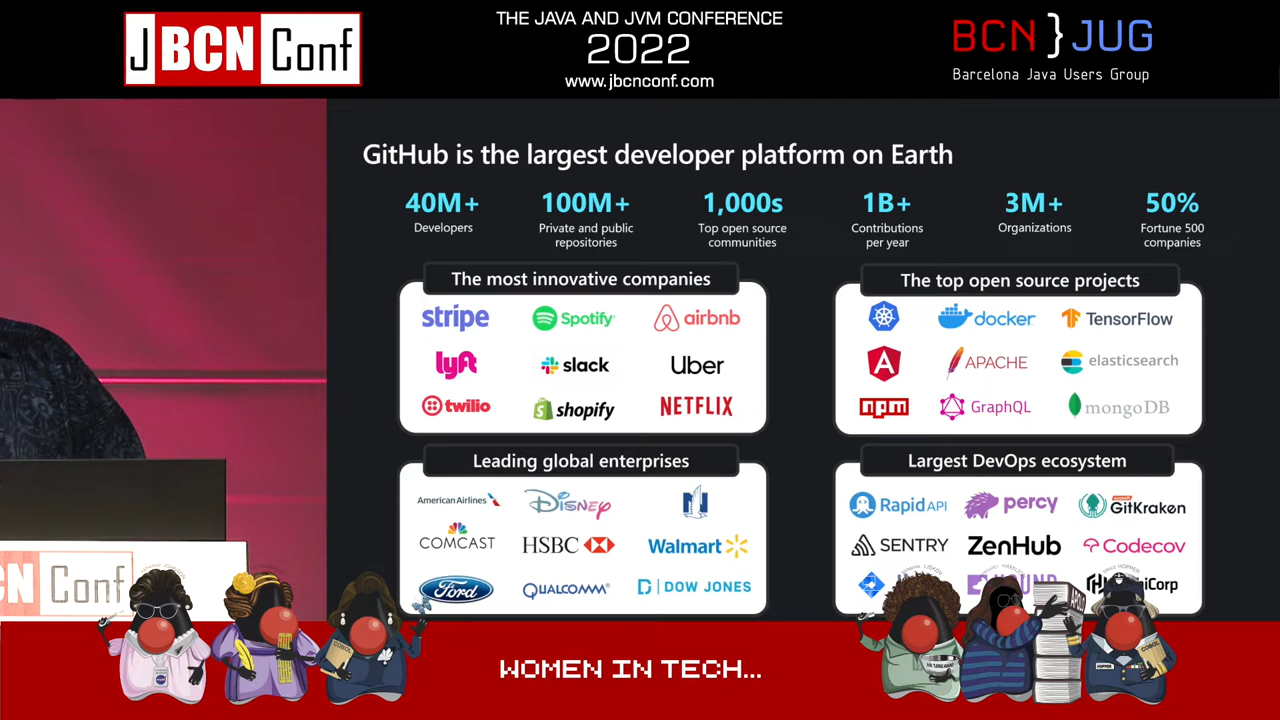 JBCNConf
THE JAVA AND JVM CONFERENCE
2022
www.jbcnconf.com
BCN}JUG
Barcelona Java Users Group
GitHub is the largest developer platform on Earth
40M+
Developers
100M+
Private and public
repositories
1,000s
Top open source
communities
1B+
Contributions
per year
3M+
Organizations
50%
Fortune 500
companies
The most innovative companies
stripe
Spotify
airbnb
lyft
slack
Uber
twilio
shopify
NETFLIX
The top open source projects
docker
TensorFlow
APACHE
elasticsearch
npm
GraphQL
mongoDB
Leading global enterprises
American Airlines
DISNEY
COMCAST
HSBC
Walmart
Ford
QUALCOMM
DOW JONES
Largest DevOps ecosystem
RapidAPI
percy
GitKraken
SENTRY
ZenHub
Codecov
CN Conf
COBOL
HOPPER
COBOL
WOMEN IN TECH...